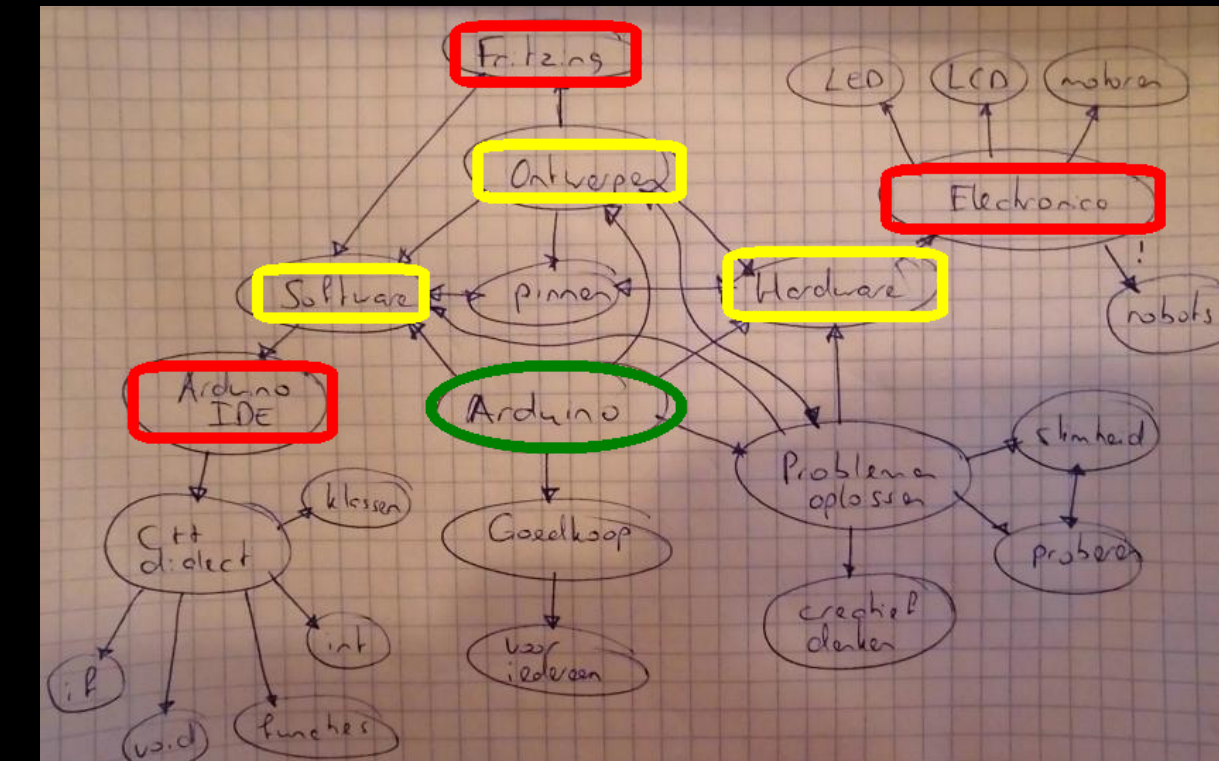 Fritzing
LED
LCD
motoren
Ontwerpen
Electronica
!
Software
pinnen
Hardware
robots
Arduino
IDE
Arduino
slimheid
Problemen
oplossen
klassen
C++
dialect
Goedkoop
proberen
creatief
denken
int
voor
iedereen
if
void
functies